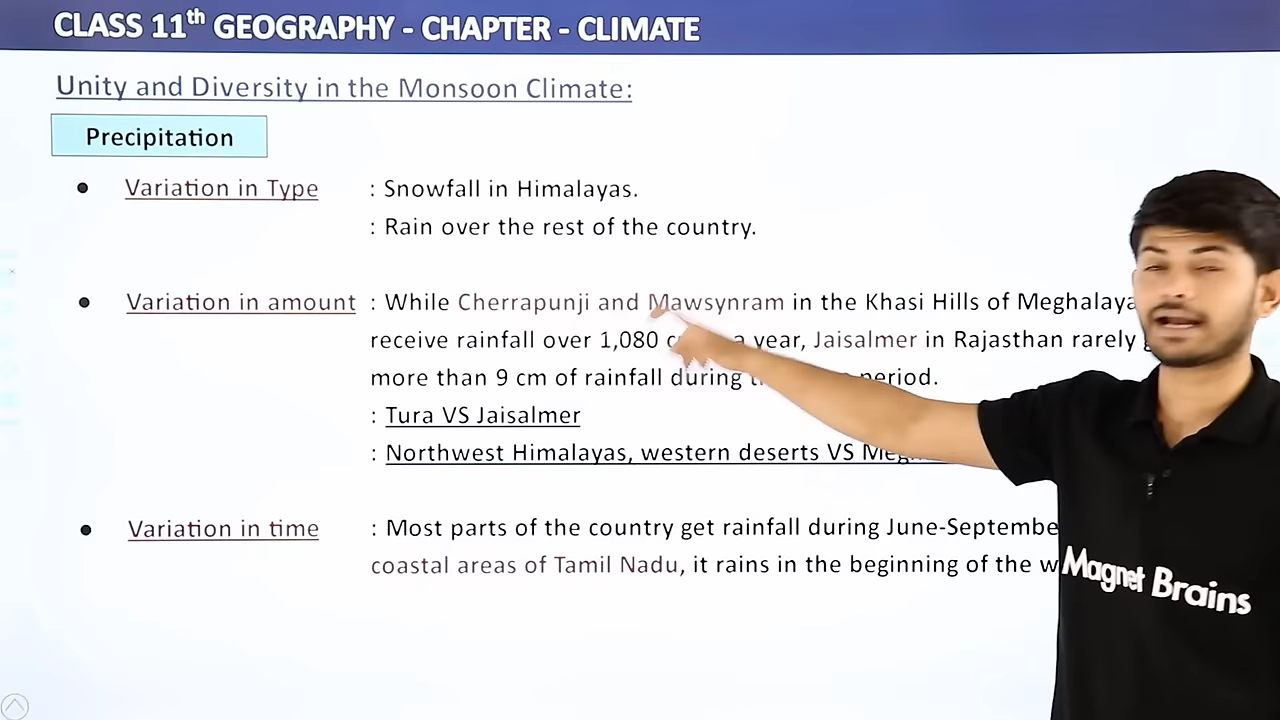 CLASS 11th GEOGRAPHY - CHAPTER - CLIMATE
Unity and Diversity in the Monsoon Climate:
Precipitation
● Variation in Type : Snowfall in Himalayas.
: Rain over the rest of the country.
● Variation in amount : While Cherrapunji and Mawsynram in the Khasi Hills of Meghalaya
receive rainfall over 1,080 a year, Jaisalmer in Rajasthan rarely
more than 9 cm of rainfall during period.
: Tura VS Jaisalmer
: Northwest Himalayas, western deserts VS
● Variation in time : Most parts of the country get rainfall during June-Septembe
coastal areas of Tamil Nadu, it rains in the beginning of the
Magnet Brains